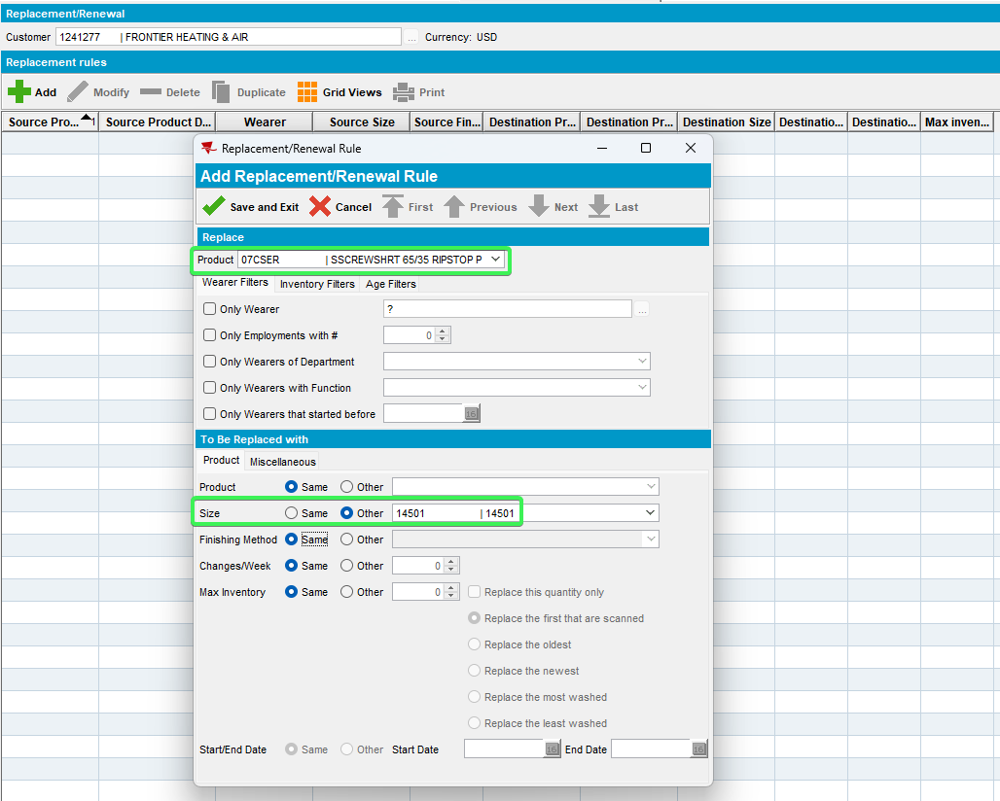 Replacement/Renewal
Customer 1241277 | FRONTIER HEATING & AIR ... Currency: USD
Replacement rules
Add Modify Delete Duplicate Grid Views Print
Source Pro... 1 Source Product D... Wearer Source Size Source Fin... Destination Pr... Destination Pr... Destination Size Destinatio... Destinatio... Max inven...
Replacement/Renewal Rule
Add Replacement/Renewal Rule
Save and Exit Cancel First Previous Next Last
Replace
Product 07CSER | SSCREWSHRT 65/35 RIPSTOP P
Wearer Filters Inventory Filters Age Filters
Only Wearer ? ...
Only Employments with # 0
Only Wearers of Department
Only Wearers with Function
Only Wearers that started before 16
To Be Replaced with
Product Miscellaneous
Product Same Other
Size Same Other 14501 | 14501
Finishing Method Same Other
Changes/Week Same Other 0
Max Inventory Same Other 0 Replace this quantity only
Replace the first that are scanned
Replace the oldest
Replace the newest
Replace the most washed
Replace the least washed
Start/End Date Same Other Start Date 16 End Date 16